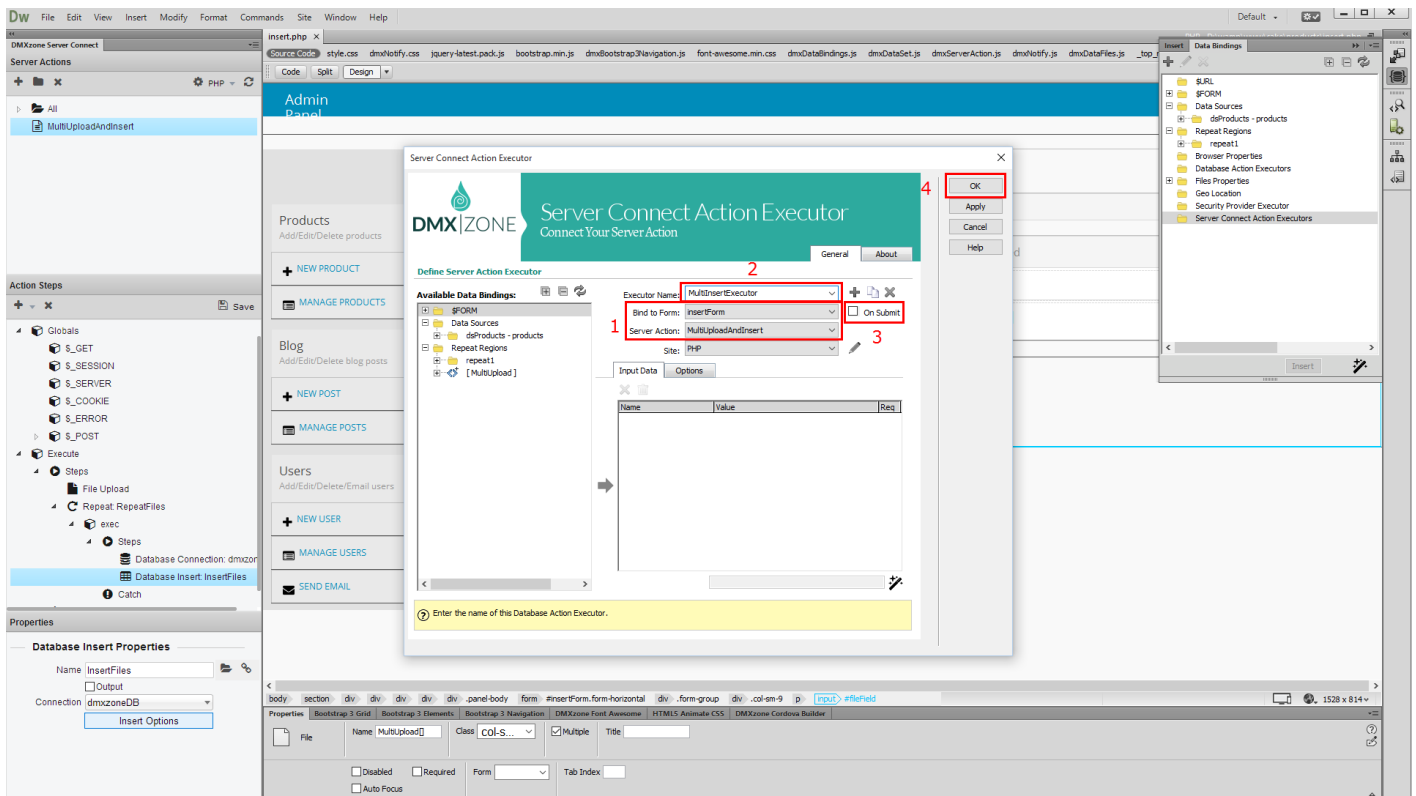 Dw File Edit View Insert Modify Format Commands Site Window Help
Default
DMXzone Server Connect
Server Actions
PHP
All
MultiUploadAndInsert
Action Steps
Save
Globals
$_GET
$_SESSION
$_SERVER
$_COOKIE
$_ERROR
$_POST
Execute
Steps
File Upload
Repeat: RepeatFiles
exec
Steps
Database Connection: dmxzon
Database Insert: InsertFiles
Catch
Properties
Database Insert Properties
Name InsertFiles
Output
Connection dmxzoneDB
Insert Options
insert.php
Source Code style.css dmxNotify.css jquery-latest.pack.js bootstrap.min.js dmxBootstrap3Navigation.js font-awesome.min.css dmxDataBindings.js dmxDataSet.js dmxServerAction.js dmxNotify.js dmxDataFiles.js _top_r
Code Split Design
Admin
Panel
Products
Add/Edit/Delete products
NEW PRODUCT
MANAGE PRODUCTS
Blog
Add/Edit/Delete blog posts
NEW POST
MANAGE POSTS
Users
Add/Edit/Delete/Email users
NEW USER
MANAGE USERS
SEND EMAIL
Server Connect Action Executor
DMX ZONE
Server Connect Action Executor
Connect Your Server Action
General About
4
OK
Apply
Cancel
Help
Define Server Action Executor
2
Available Data Bindings:
$FORM
Data Sources
dsProducts - products
Repeat Regions
repeat1
[ MultiUpload ]
Executor Name: MultiInsertExecutor
1
Bind to Form: insertForm
On Submit
3
Server Action: MultiUploadAndInsert
Site: PHP
Input Data Options
Name Value Req
Enter the name of this Database Action Executor.
Insert Data Bindings
$URL
$FORM
Data Sources
dsProducts - products
Repeat Regions
repeat1
Browser Properties
Database Action Executors
Files Properties
Geo Location
Security Provider Executor
Server Connect Action Executors
Insert
body section div div div div div .panel-body form #insertForm.form-horizontal div .form-group div .col-sm-9 p input #fileField
1528 x 814
Properties Bootstrap 3 Grid Bootstrap 3 Elements Bootstrap 3 Navigation DMXzone Font Awesome HTML5 Animate CSS DMXzone Cordova Builder
File
Name MultiUpload[] Class col-s... Multiple Title
Disabled Required Form Tab Index
Auto Focus